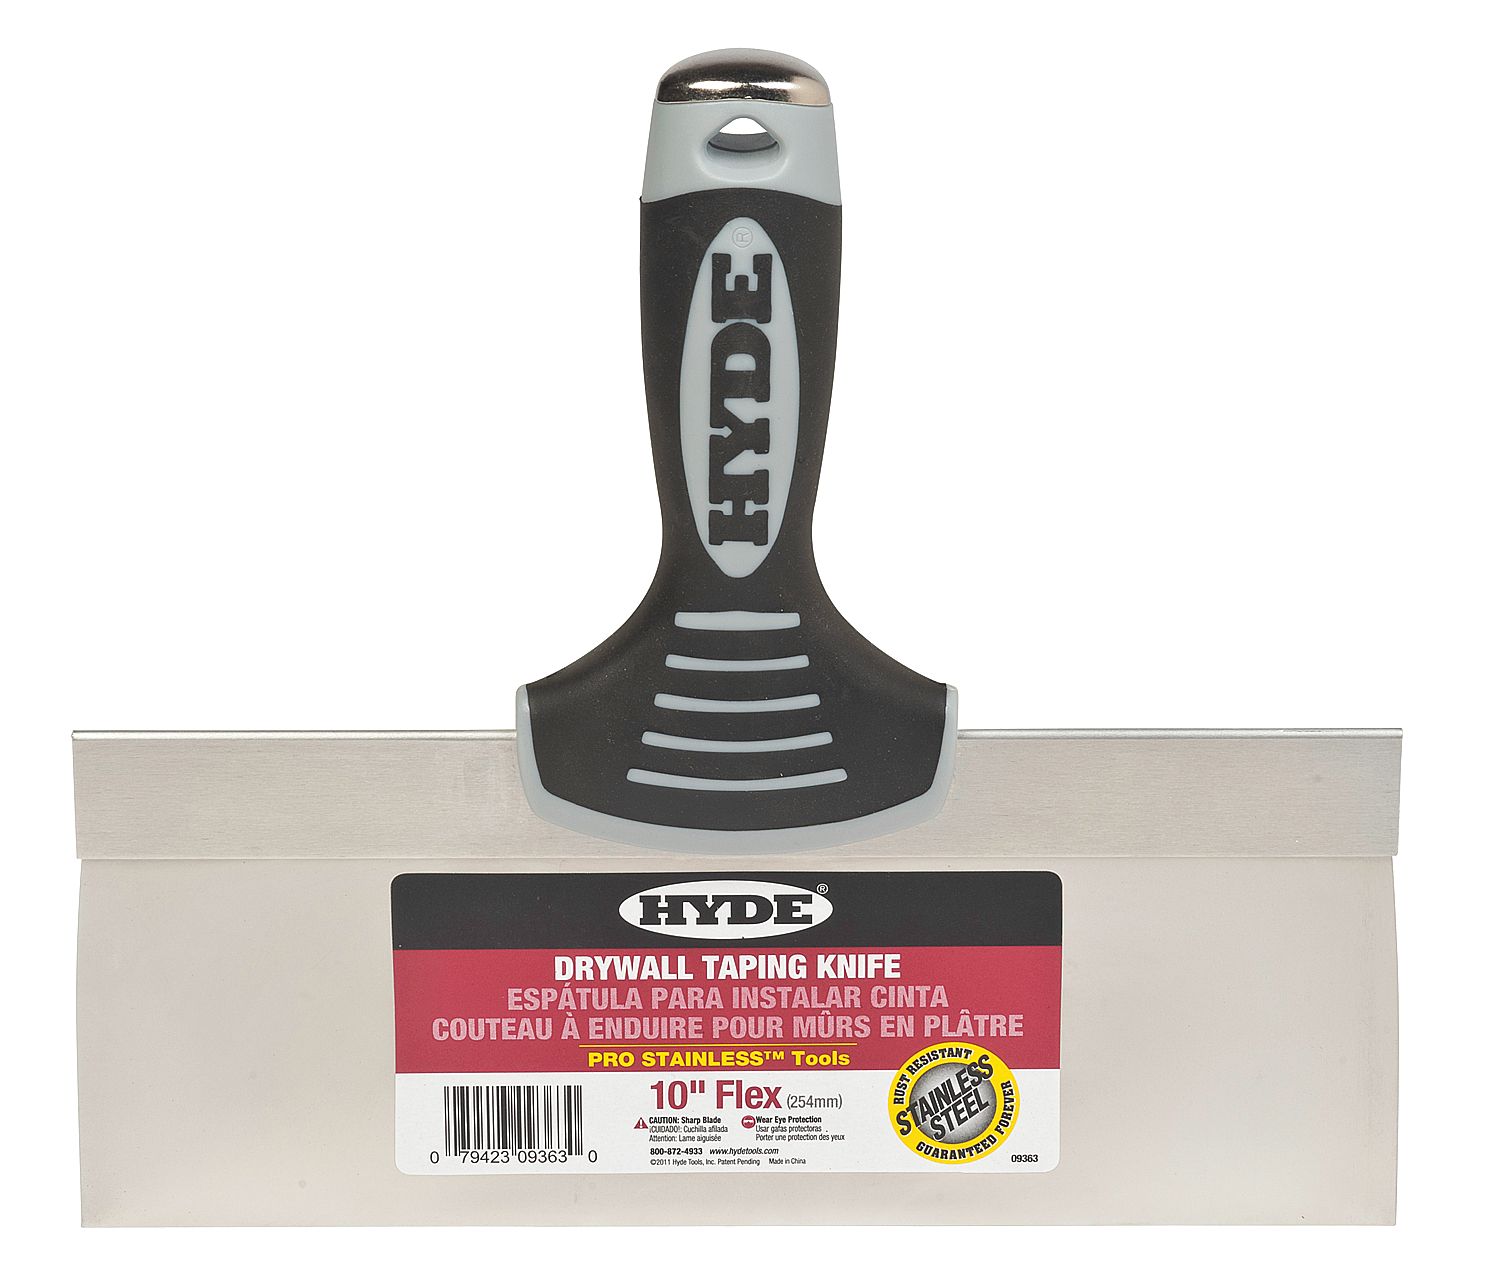 HYDE®
HYDE®
DRYWALL TAPING KNIFE
ESPÁTULA PARA INSTALAR CINTA
COUTEAU À ENDUIRE POUR MÛRS EN PLÂTRE
PRO STAINLESS™ Tools
10" Flex (254mm)
CAUTION: Sharp Blade
¡CUIDADO!: Cuchilla afilada
Attention: Lame aiguisée
Wear Eye Protection
Usar gafas protectoras .
Porter une protection des yeux
800-872-4933 www.hydetools.com
©2011 Hyde Tools, Inc. Patent Pending Made in China
0 79423 09363 0
RUST RESISTANT
STAINLESS
STEEL
GUARANTEED FOREVER
09363